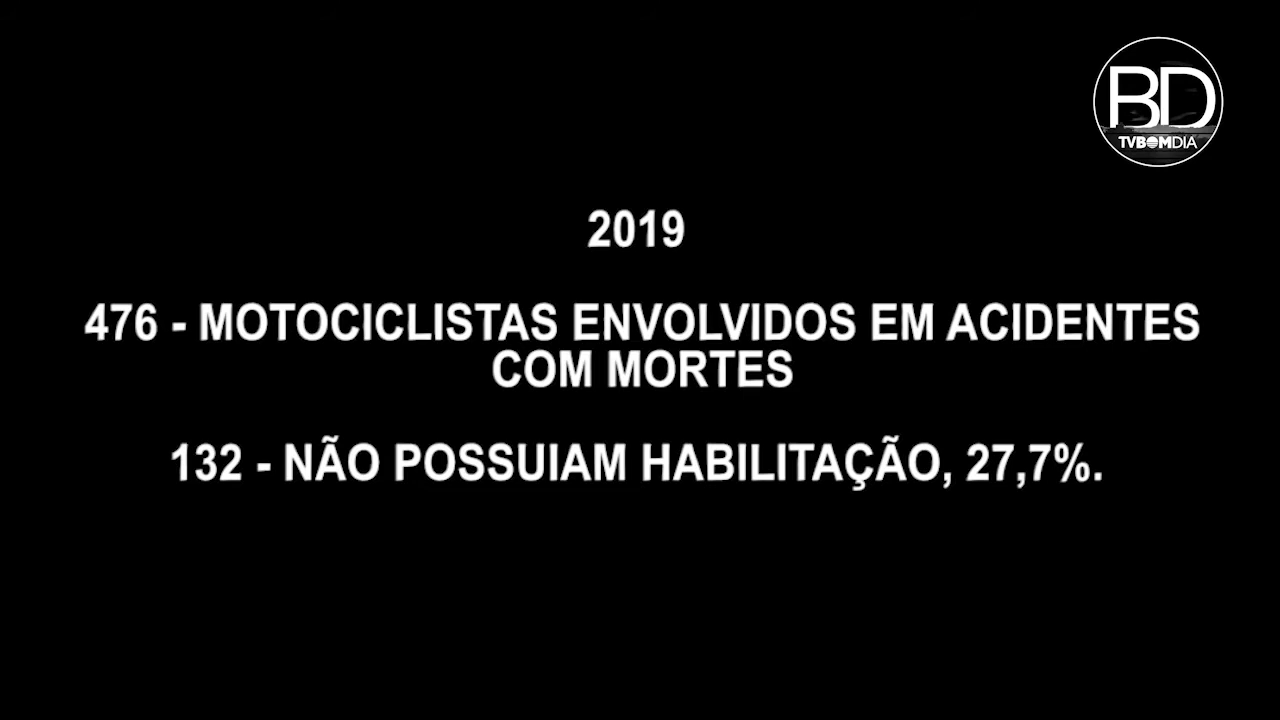 BD
TVBOMDIA
2019
476 - MOTOCICLISTAS ENVOLVIDOS EM ACIDENTES
COM MORTES
132 - NÃO POSSUIAM HABILITAÇÃO, 27,7%.